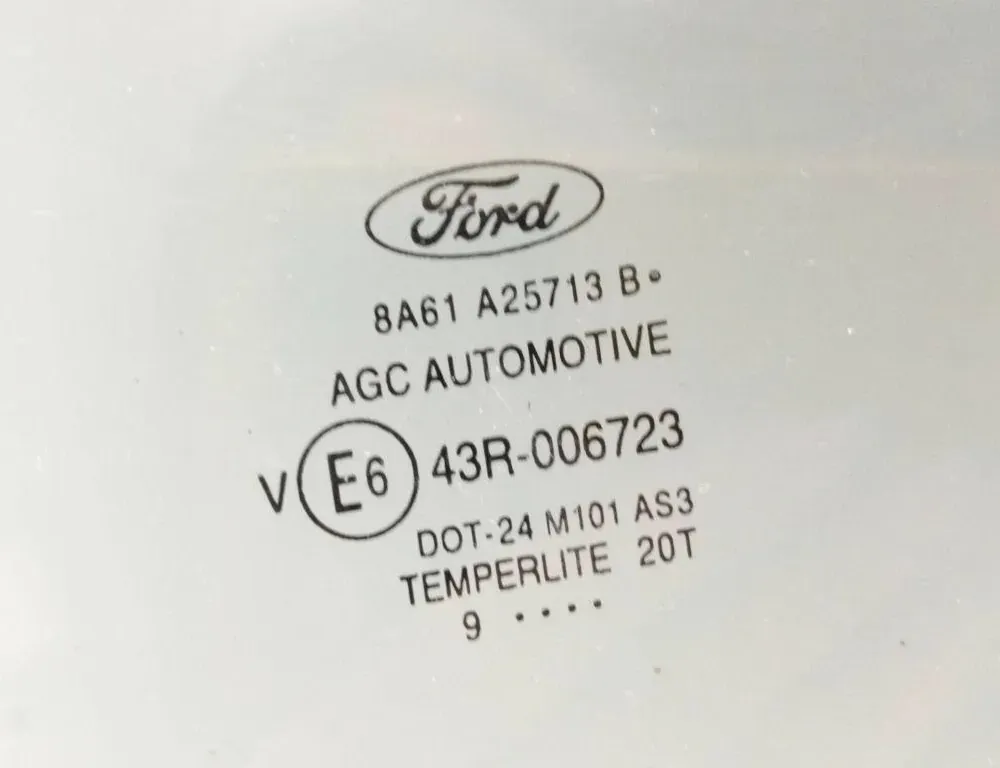 Ford
8A61 A25713 B•
AGC AUTOMOTIVE
V E6 43R-006723
DOT-24 M101 AS3
TEMPERLITE 20T
9 ....